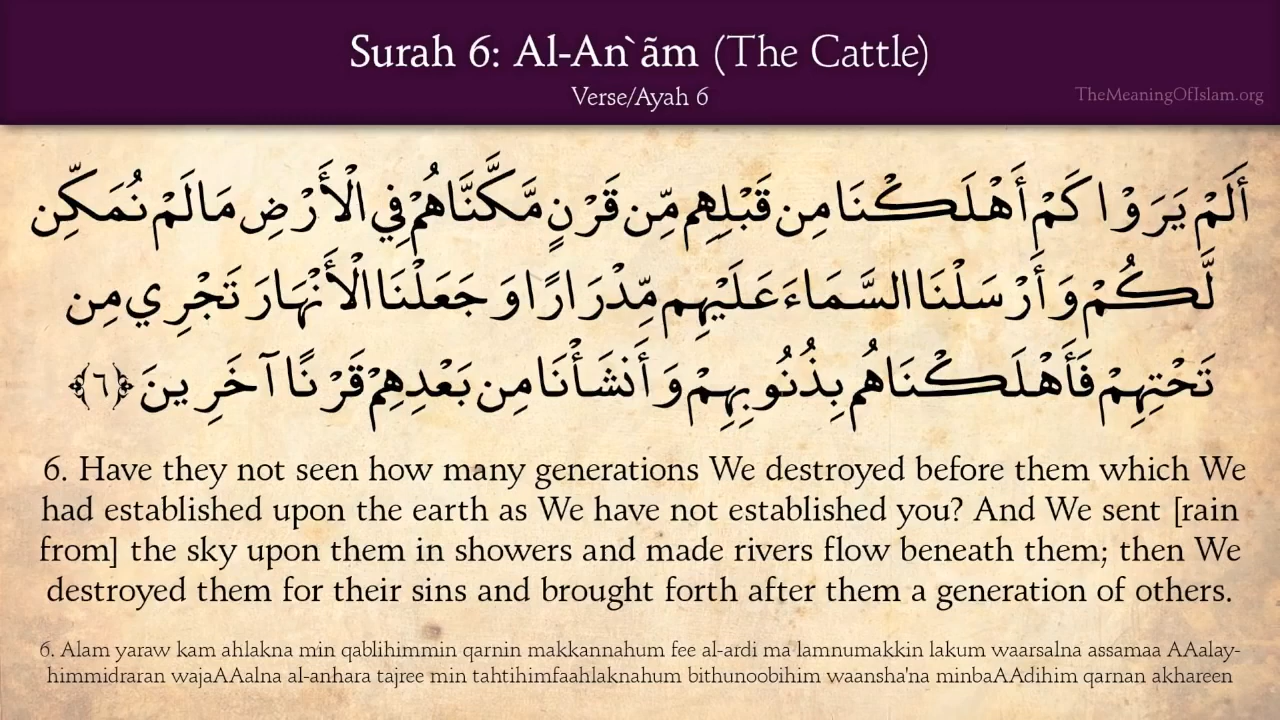 Surah 6: Al-An`ãm (The Cattle)
Verse/Ayah 6
TheMeaningOfIslam.org
أَلَمْ يَرَوْا كَمْ أَهْلَكْنَا مِن قَبْلِهِم مِّن قَرْنٍ مَّكَّنَّاهُمْ فِي الْأَرْضِ مَا لَمْ نُمَكِّن
لَّكُمْ وَأَرْسَلْنَا السَّمَاءَ عَلَيْهِم مِّدْرَارًا وَجَعَلْنَا الْأَنْهَارَ تَجْرِي مِن
تَحْتِهِمْ فَأَهْلَكْنَاهُم بِذُنُوبِهِمْ وَأَنشَأْنَا مِن بَعْدِهِمْ قَرْنًا آخَرِينَ ﴿٦﴾
6. Have they not seen how many generations We destroyed before them which We
had established upon the earth as We have not established you? And We sent [rain
from] the sky upon them in showers and made rivers flow beneath them; then We
destroyed them for their sins and brought forth after them a generation of others.
6. Alam yaraw kam ahlakna min qablihimmin qarnin makkannahum fee al-ardi ma lamnumakkin lakum waarsalna assamaa AAalay-
himmidraran wajaAAalna al-anhara tajree min tahtihimfaahlaknahum bithunoobihim waansha'na minbaAAdihim qarnan akhareen